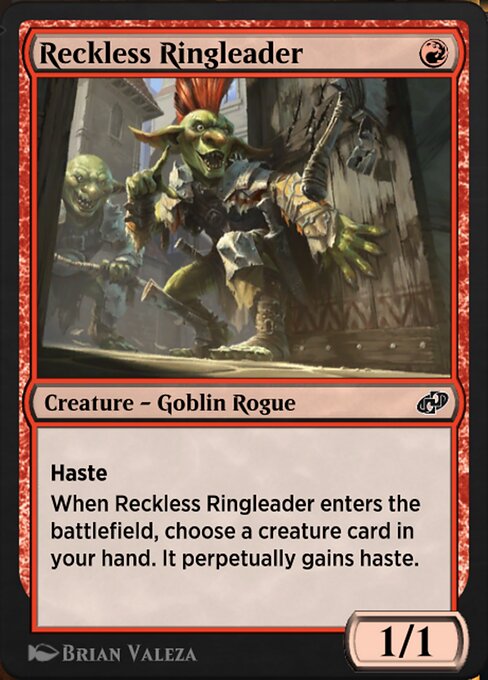 Reckless Ringleader
Creature – Goblin Rogue
Haste
When Reckless Ringleader enters the
battlefield, choose a creature card in
your hand. It perpetually gains haste.
1/1
Brian Valeza